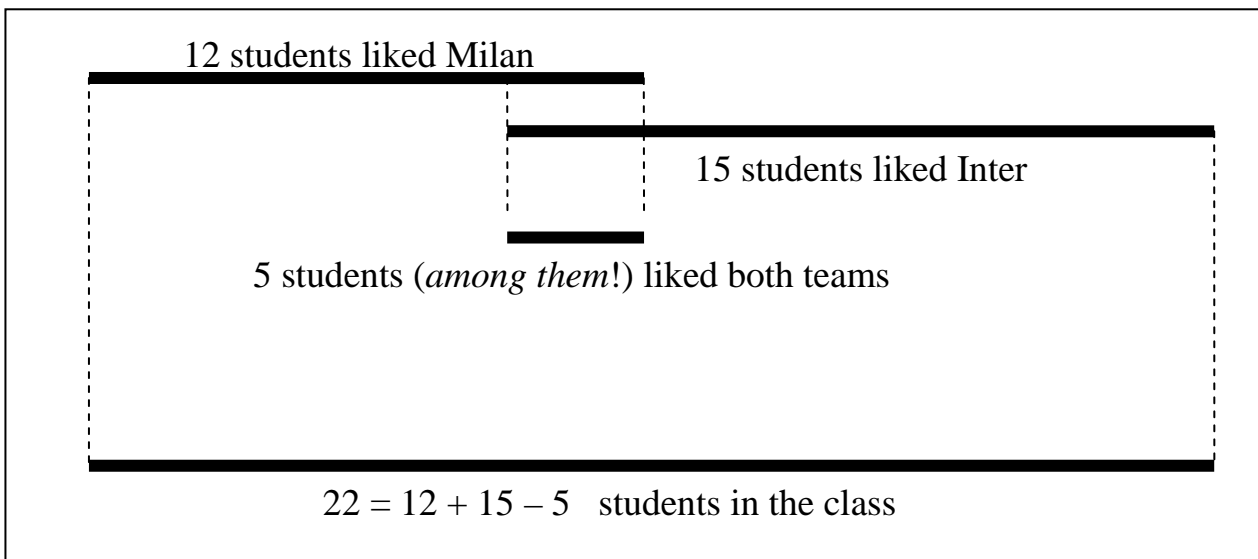 12 students liked Milan
15 students liked Inter
5 students (among them!) liked both teams
22 = 12 + 15 – 5 students in the class